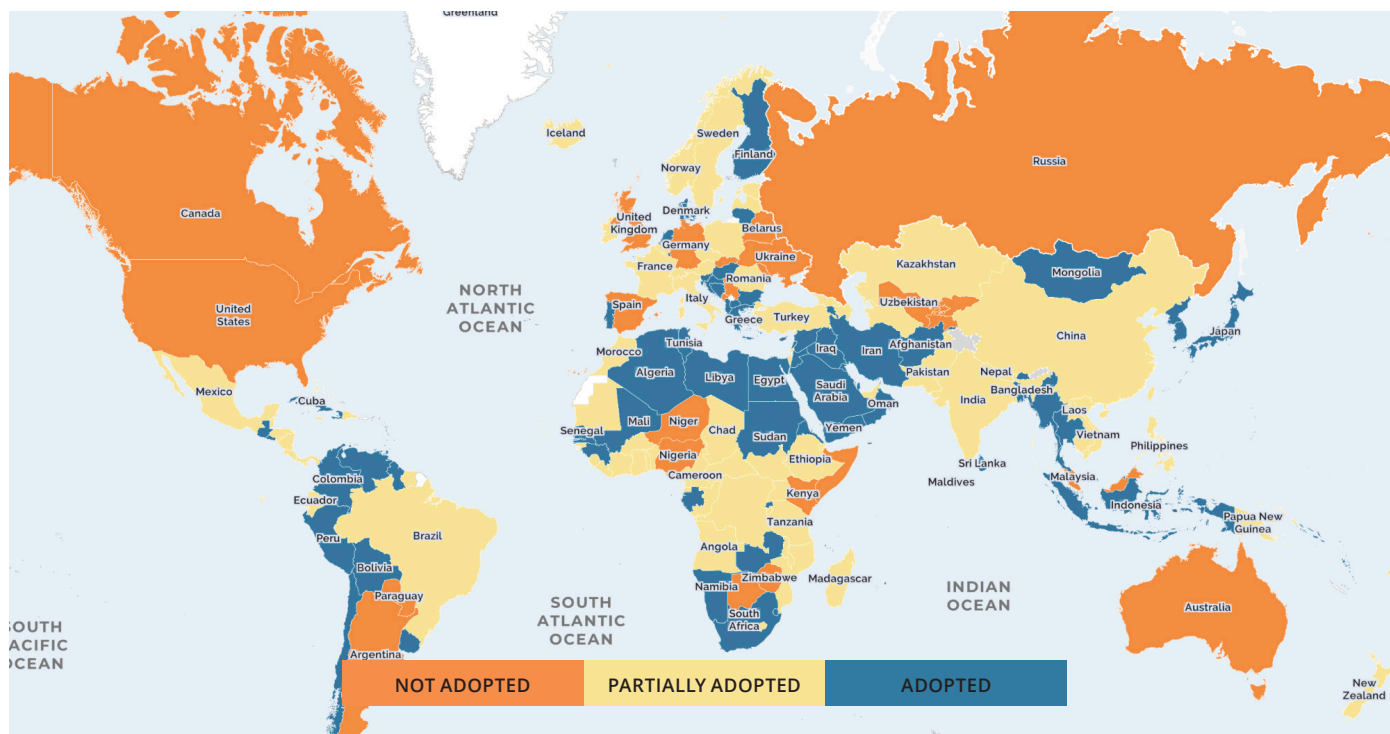 Greenland
Iceland
Sweden
Finland
Norway
Russia
Canada
United
Kingdom
Denmark
Belarus
Germany
Ukraine
France
Kazakhstan
Mongolia
Romania
NORTH
ATLANTIC
OCEAN
Italy
Spain
Uzbekistan
United
States
Greece
Turkey
Japan
China
Tunisia
Morocco
Iraq
Iran
Afghanistan
Algeria
Libya
Egypt
Pakistan
Nepal
Saudi
Arabia
Bangladesh
Mexico
Cuba
India
Oman
Laos
Mali
Niger
Senegal
Chad
Sudan
Yemen
Vietnam
Philippines
Nigeria
Ethiopia
Sri Lanka
Cameroon
Colombia
Maldives
Malaysia
Kenya
Ecuador
Indonesia
Papua New
Guinea
Tanzania
Brazil
Peru
Angola
Bolivia
Zimbabwe
Madagascar
Namibia
INDIAN
OCEAN
Paraguay
SOUTH
ATLANTIC
OCEAN
South
Africa
Australia
SOUTH
ACIFIC
OCEAN
Argentina
New
Zealand
NOT ADOPTED
PARTIALLY ADOPTED
ADOPTED